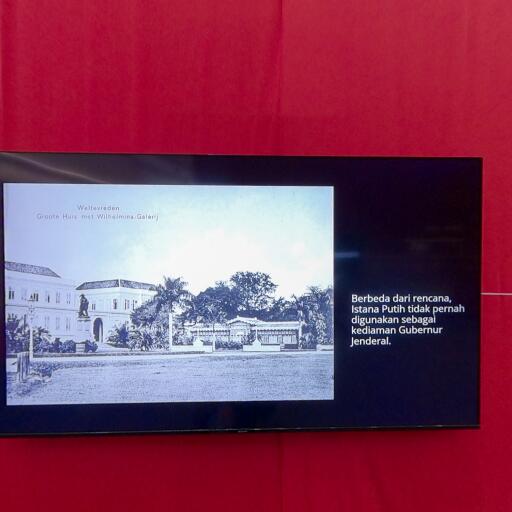 Weltevreden.
Groote Huis met Wilhelmina-Galerij
Berbeda dari rencana,
Istana Putih tidak pernah
digunakan sebagai
kediaman Gubernur
Jenderal.